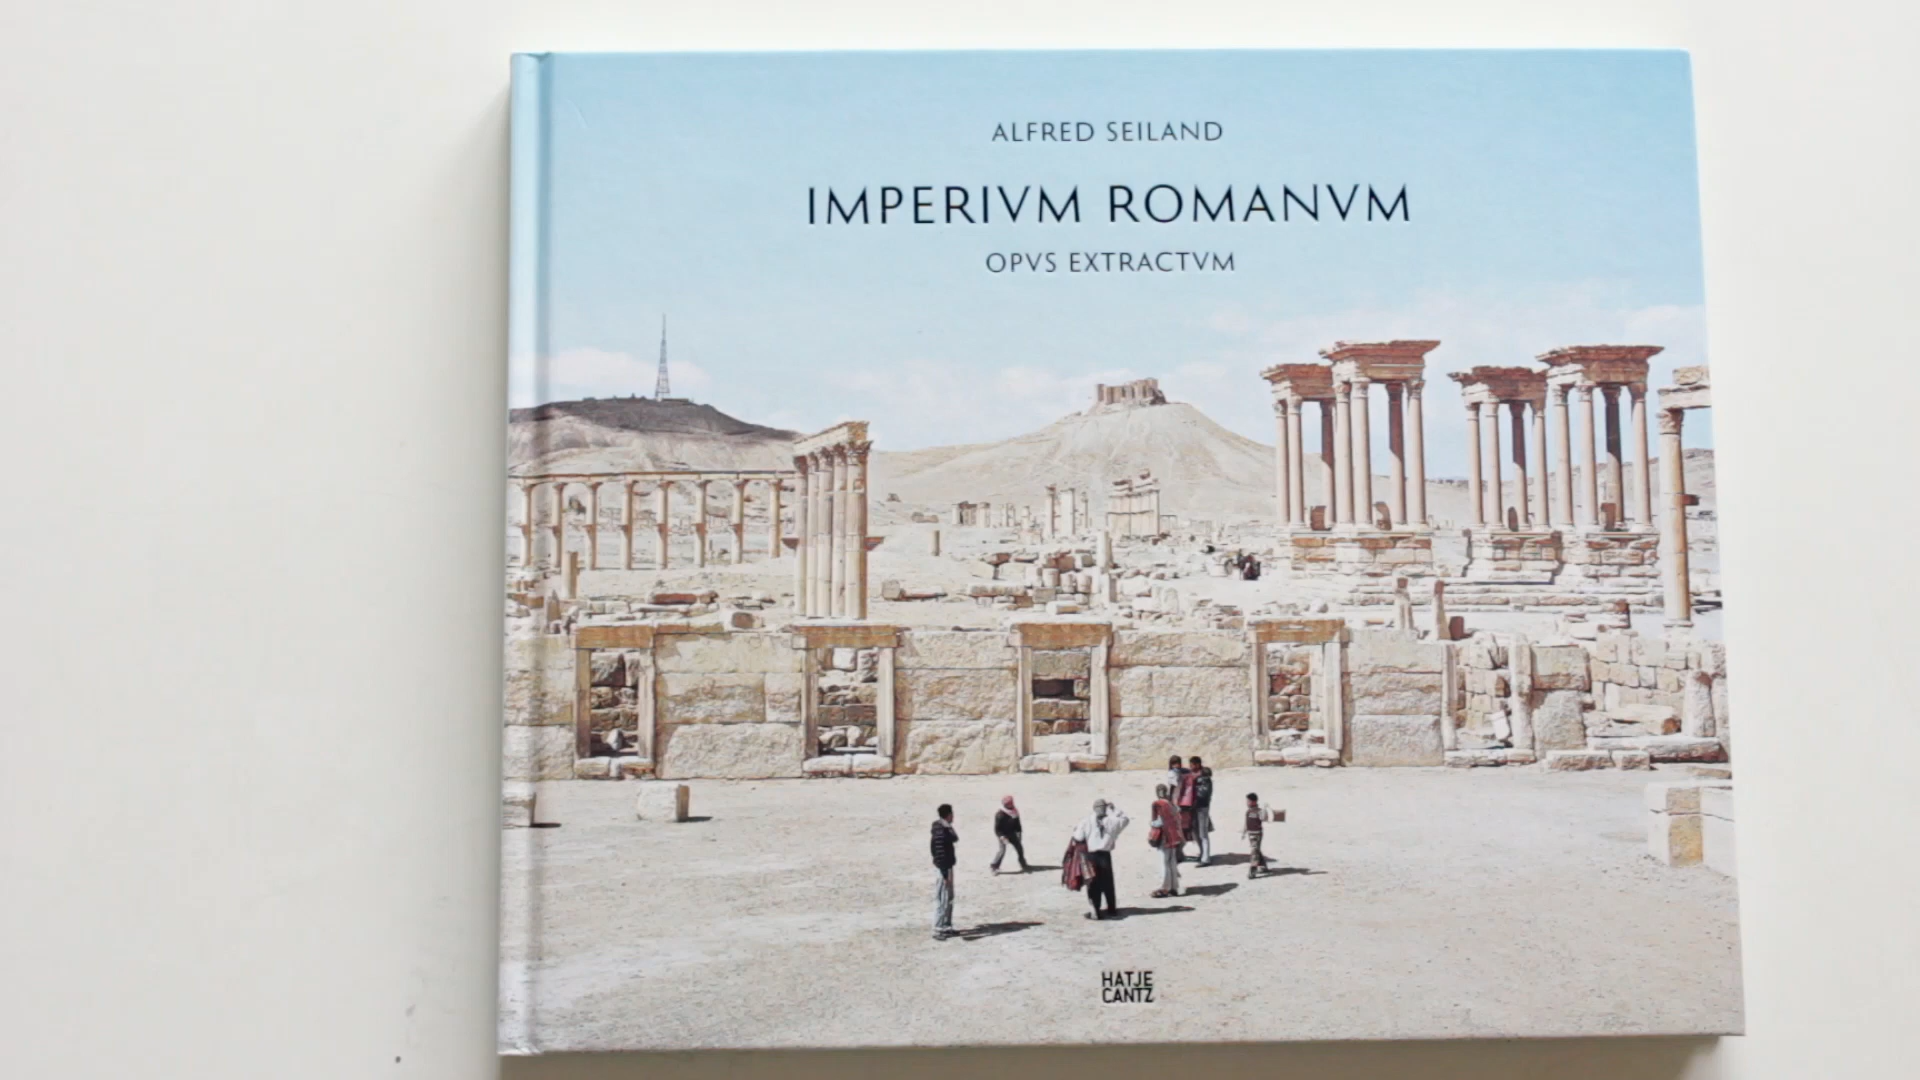 ALFRED SEILAND
IMPERIVM ROMANVM
OPVS EXTRACTVM
HATJE
CANTZ